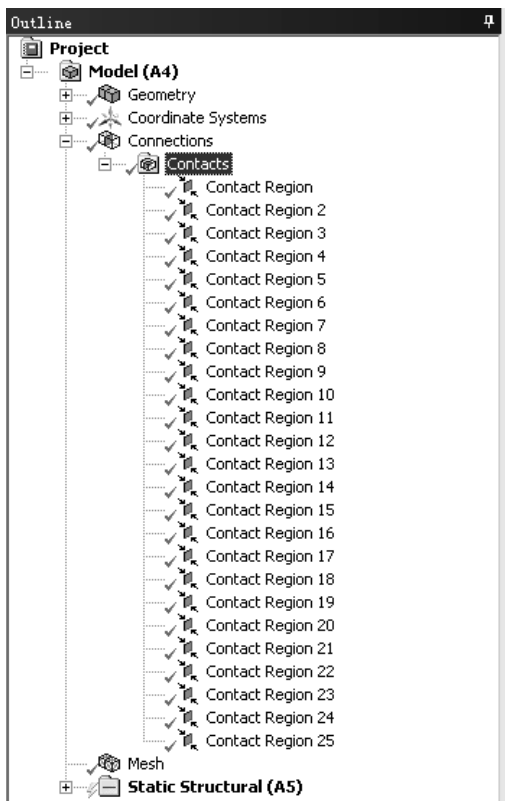 Outline
Project
Model (A4)
Geometry
Coordinate Systems
Connections
Contacts
Contact Region
Contact Region 2
Contact Region 3
Contact Region 4
Contact Region 5
Contact Region 6
Contact Region 7
Contact Region 8
Contact Region 9
Contact Region 10
Contact Region 11
Contact Region 12
Contact Region 13
Contact Region 14
Contact Region 15
Contact Region 16
Contact Region 17
Contact Region 18
Contact Region 19
Contact Region 20
Contact Region 21
Contact Region 22
Contact Region 23
Contact Region 24
Contact Region 25
Mesh
Static Structural (A5)